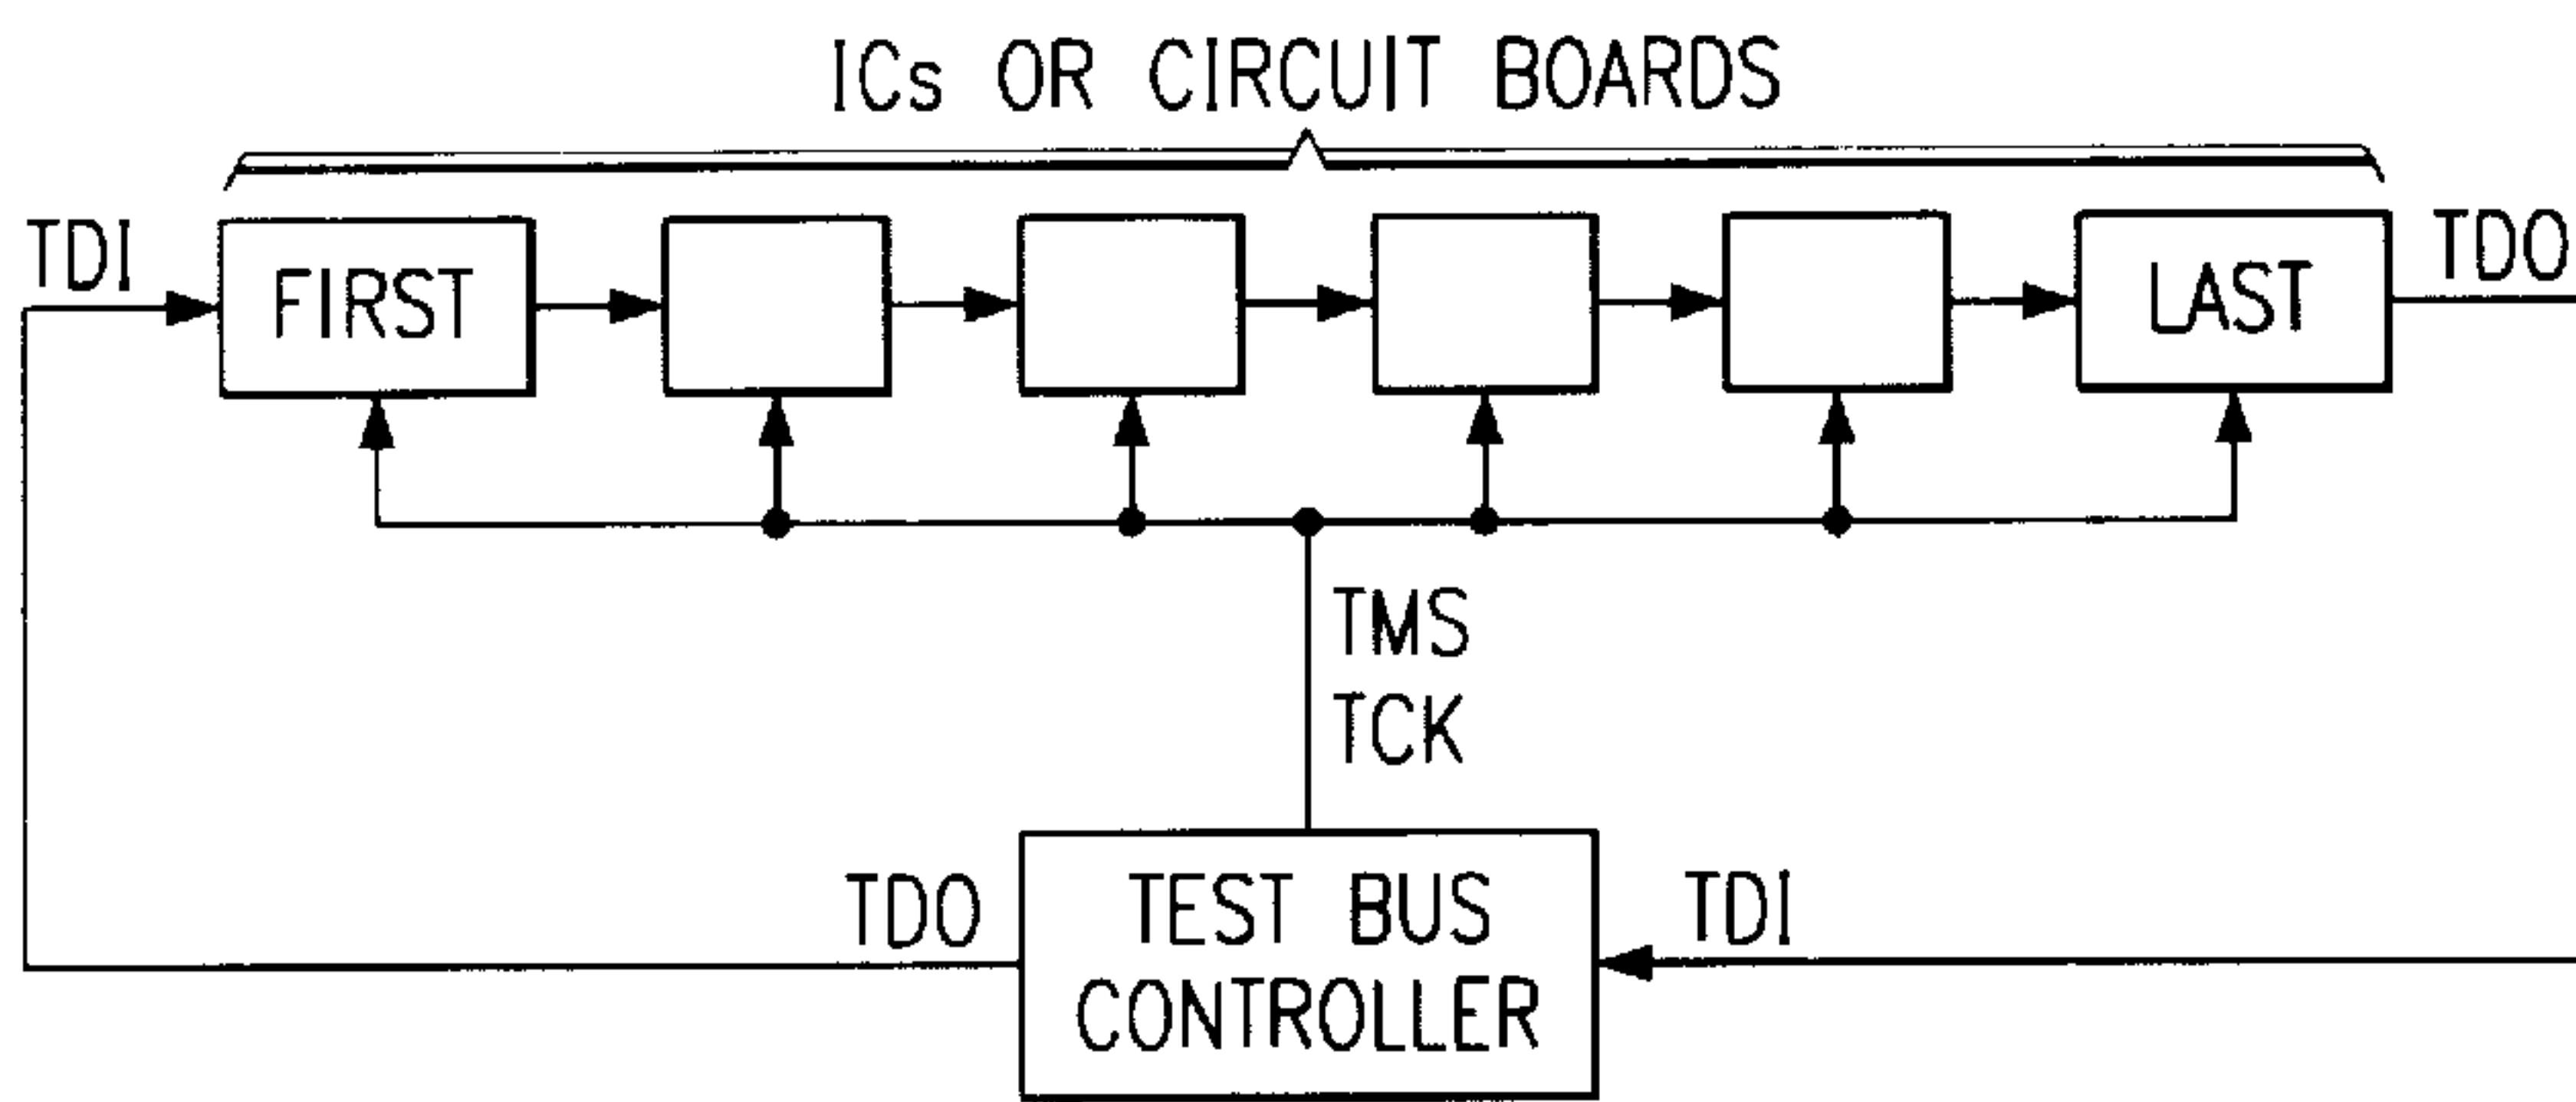 ICs OR CIRCUIT BOARDS
TDI
FIRST
LAST
TDO
TMS
TCK
TDO
TEST BUS
CONTROLLER
TDI